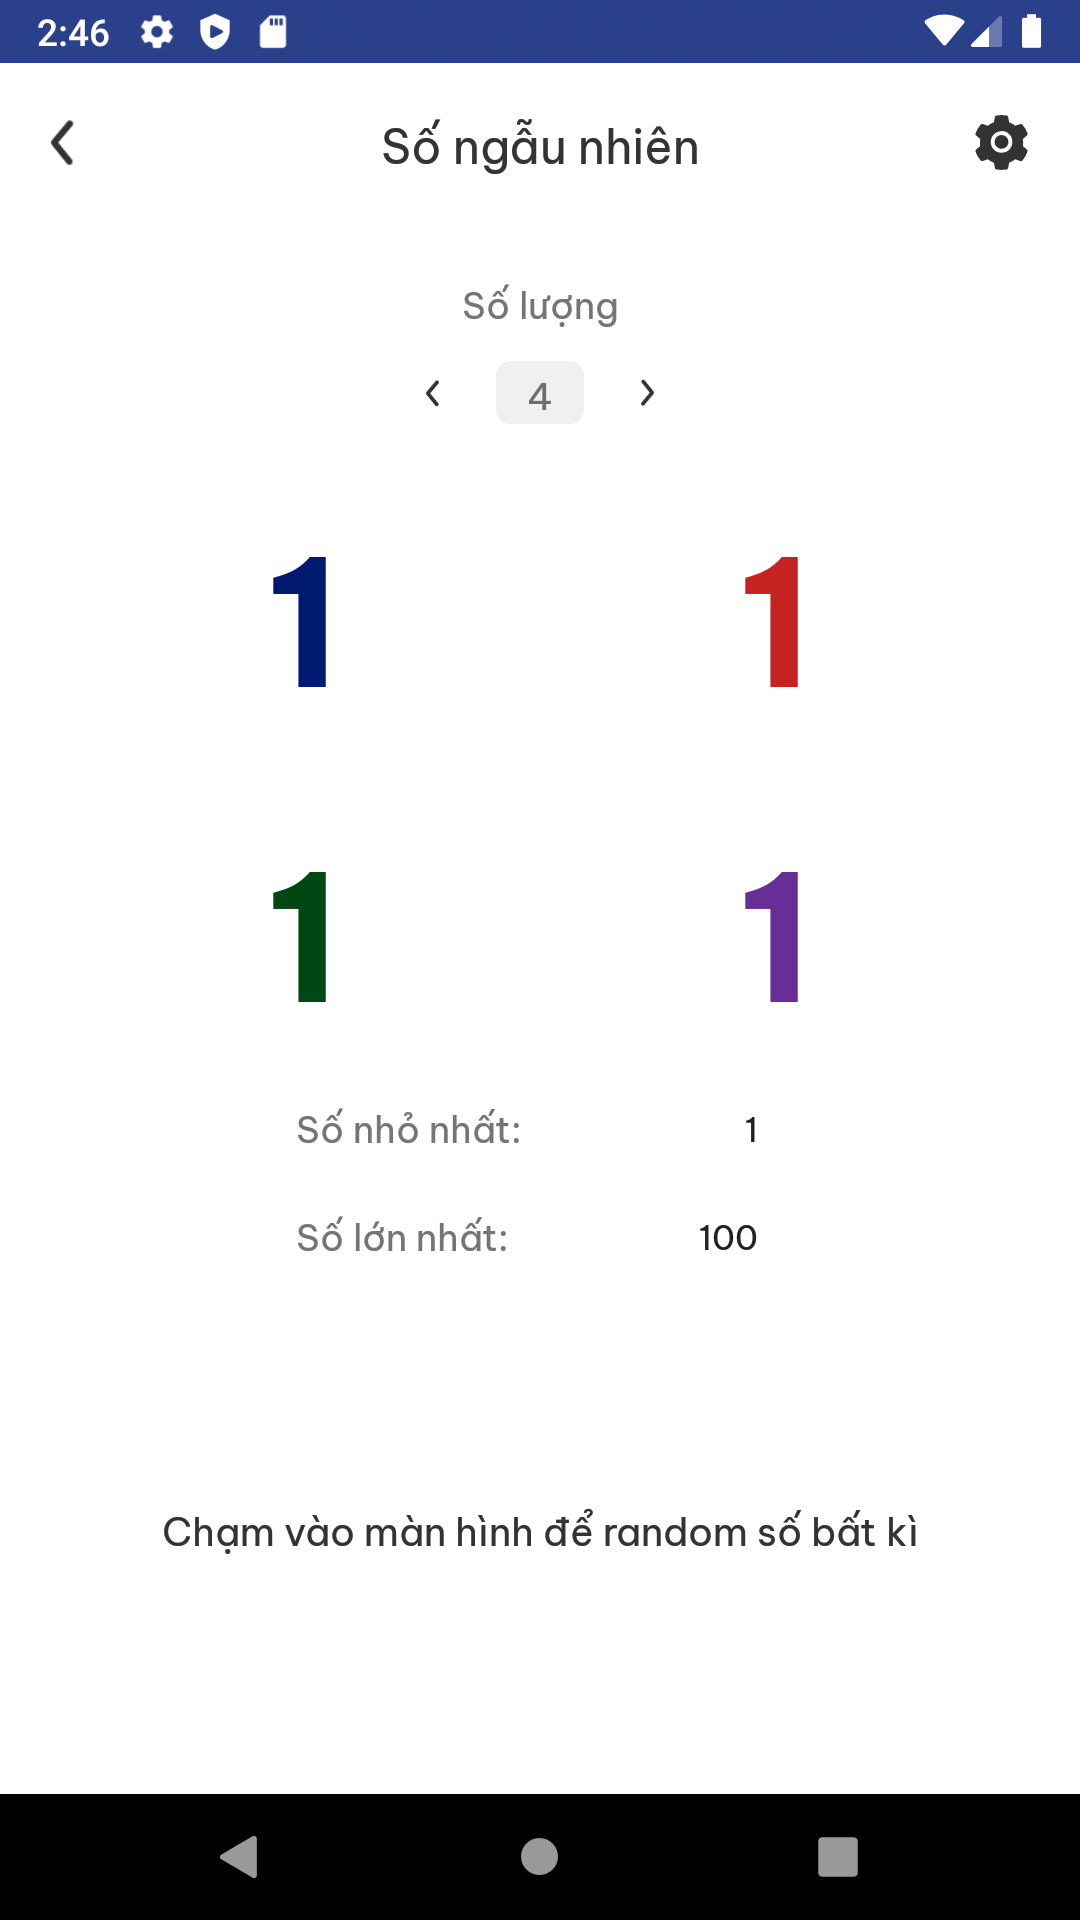 2:46
Số ngẫu nhiên
Số lượng
4
1 1
1 1
Số nhỏ nhất: 1
Số lớn nhất: 100
Chạm vào màn hình để random số bất kì